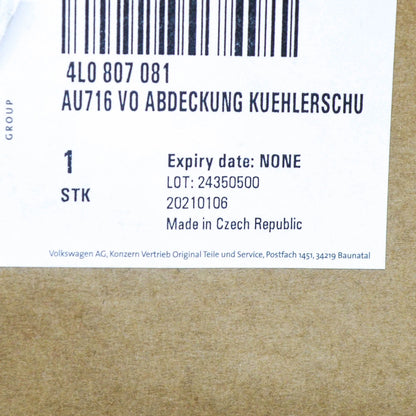 4L0 807 081
AU716 VO ABDECKUNG KUEHLERSCHU
GROUP
1
STK
Expiry date: NONE
LOT: 24350500
20210106
Made in Czech Republic
Volkswagen AG, Konzern Vertrieb Original Teile und Service, Postfach 1451, 34219 Baunatal